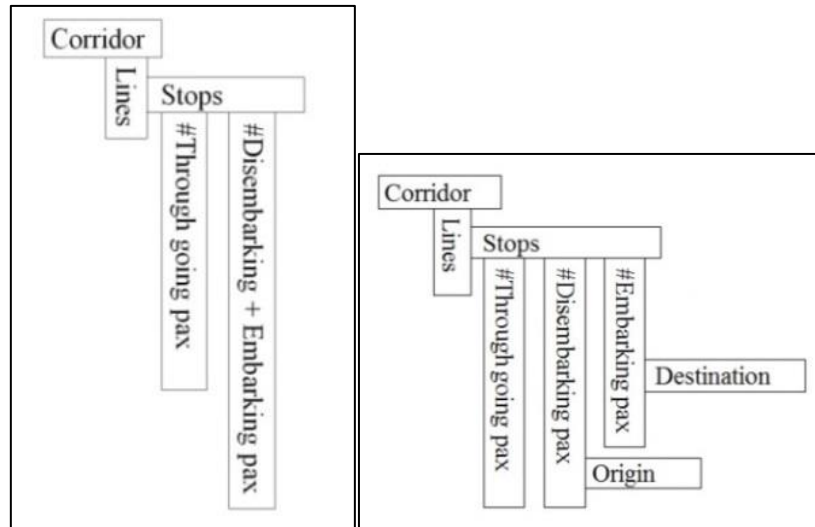 Corridor
Lines
Stops
#Through going pax
#Disembarking + Embarking pax
Corridor
Lines
Stops
#Through going pax
#Disembarking pax
#Embarking pax
Destination
Origin